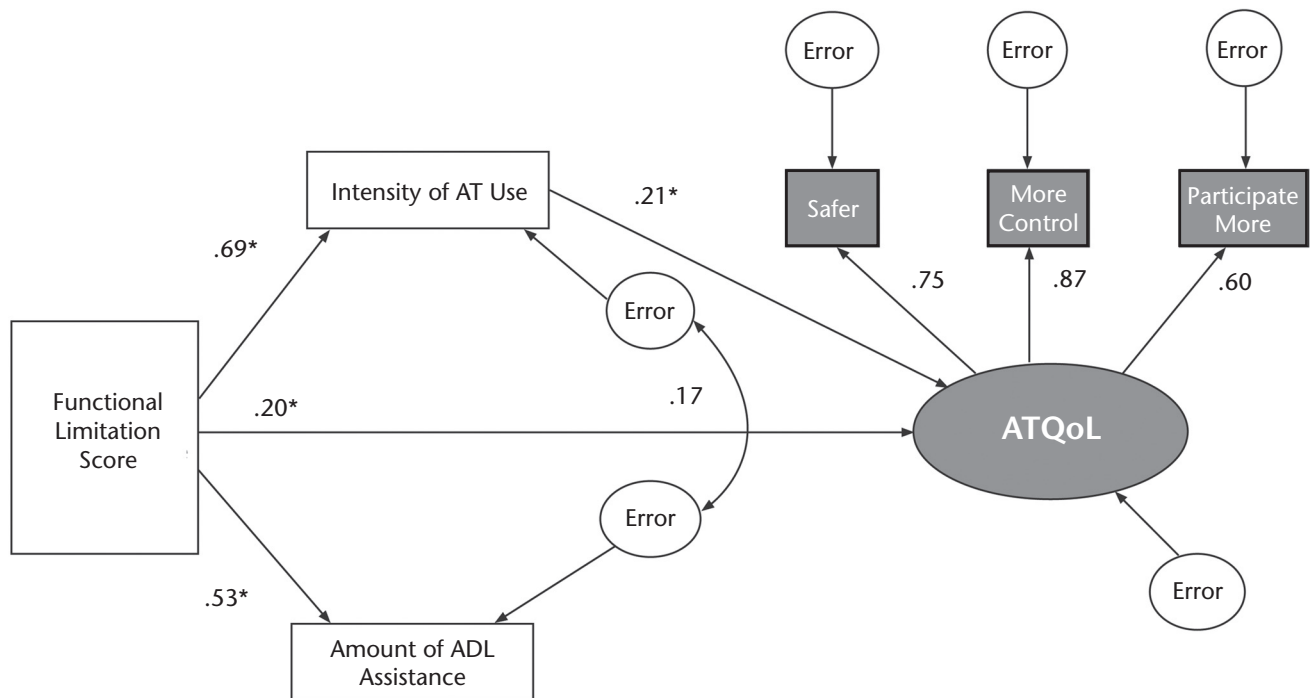 Error
Error
Error
Intensity of AT Use
.21*
Safer
More
Control
Participate
More
.69*
.75
.87
.60
Error
Functional
Limitation
Score
.20*
.17
ATQoL
Error
Error
.53*
Amount of ADL
Assistance